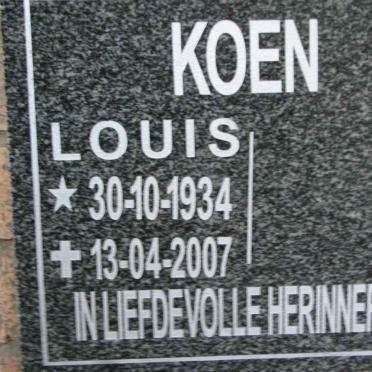 KOEN
LOUIS
★ 30-10-1934
✝ 13-04-2007
IN LIEFDEVOLLE HERINNER